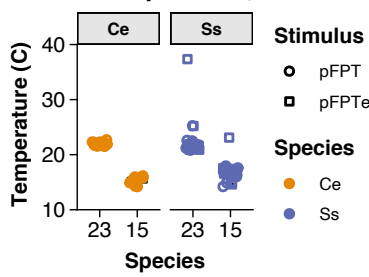 Ce Ss
Temperature (C)
40
30
20
10
23 15 23 15
Species
Stimulus
pFPT
pFPTe
Species
Ce
Ss